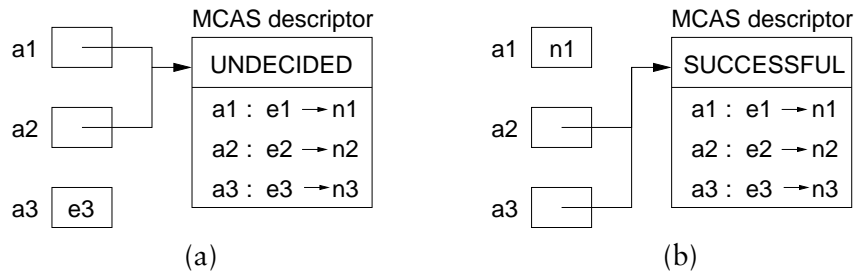 MCAS descriptor
a1
UNDECIDED
a1 : e1 → n1
a2
a2 : e2 → n2
a3 e3
a3 : e3 → n3
(a)
MCAS descriptor
a1 n1
SUCCESSFUL
a1 : e1 → n1
a2
a2 : e2 → n2
a3
a3 : e3 → n3
(b)